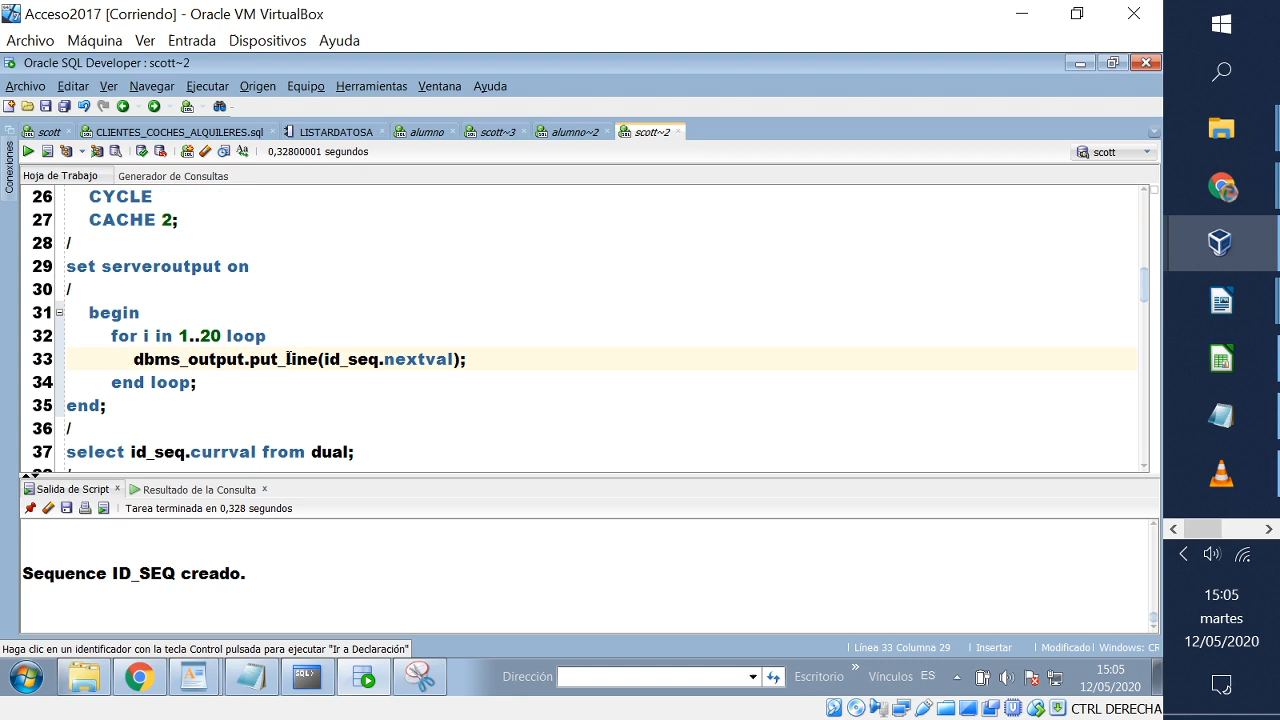 Acceso2017 [Corriendo] - Oracle VM VirtualBox
Archivo Máquina Ver Entrada Dispositivos Ayuda
Oracle SQL Developer : scott~2
Archivo Editar Ver Navegar Ejecutar Origen Equipo Herramientas Ventana Ayuda
scott CLIENTES_COCHES_ALQUILERES.sql LISTARDATOSA alumno scott~3 alumno~2 scott~2
0,32800001 segundos scott
Conexiones
Hoja de Trabajo Generador de Consultas
26 CYCLE
27 CACHE 2;
28 /
29 set serveroutput on
30 /
31 begin
32 for i in 1..20 loop
33 dbms_output.put_line(id_seq.nextval);
34 end loop;
35 end;
36 /
37 select id_seq.currval from dual;
Salida de Script Resultado de la Consulta
Tarea terminada en 0,328 segundos
Sequence ID_SEQ creado.
Haga clic en un identificador con la tecla Control pulsada para ejecutar "Ir a Declaración" Línea 33 Columna 29 Insertar Modificado Windows: CR
Dirección Escritorio Vínculos ES 15:05
12/05/2020
CTRL DERECHA
15:05
martes
12/05/2020